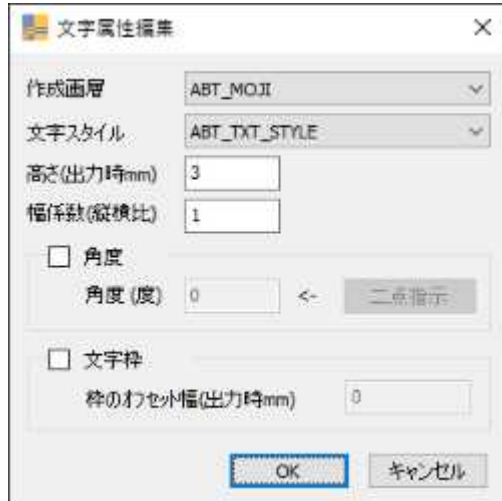 文字属性編集
作成画層 ABT_MOJI
文字スタイル ABT_TXT_STYLE
高さ(出力時mm) 3
幅係数(縦横比) 1
角度
角度 (度) 0 <- 二点指示
文字枠
枠のオフセット幅(出力時mm) 0
OK キャンセル